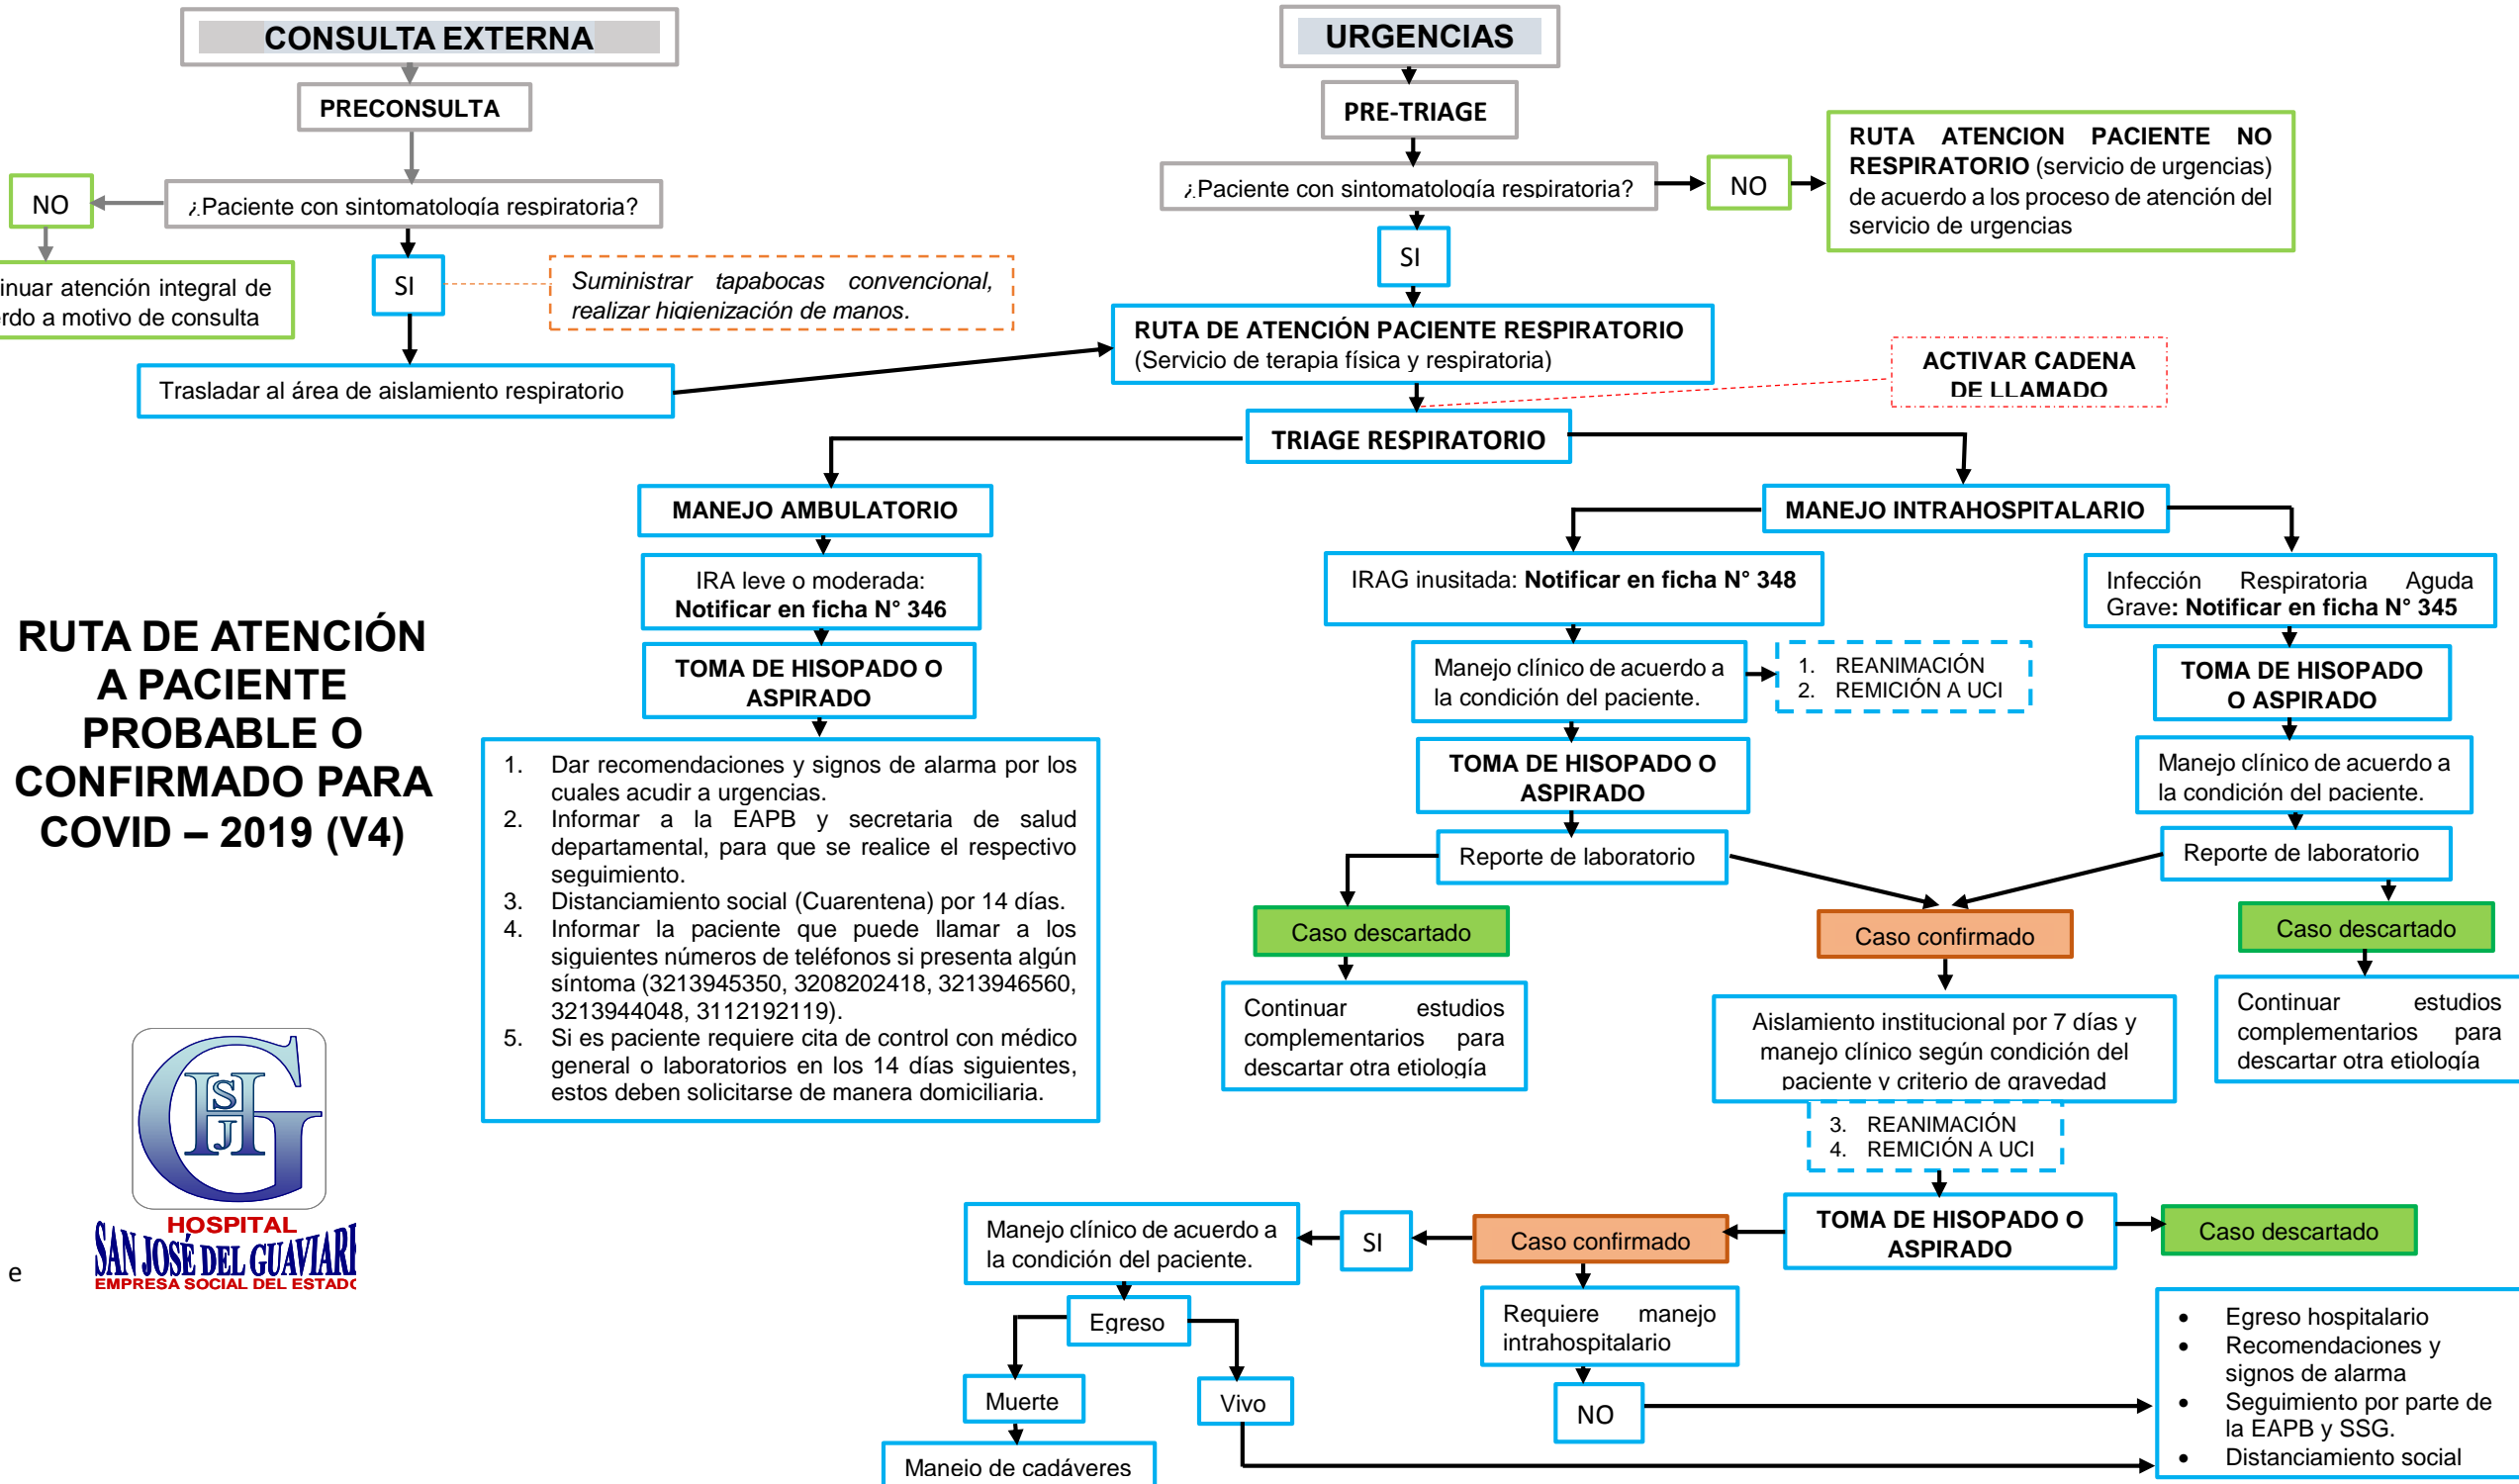 CONSULTA EXTERNA
PRECONSULTA
¿Paciente con sintomatología respiratoria?
NO
inuar atención integral de
erdo a motivo de consulta
SI
Suministrar tapabocas convencional,
realizar higienización de manos.
Trasladar al área de aislamiento respiratorio
URGENCIAS
PRE-TRIAGE
¿Paciente con sintomatología respiratoria?
NO
RUTA ATENCION PACIENTE NO
RESPIRATORIO (servicio de urgencias)
de acuerdo a los proceso de atención del
servicio de urgencias
SI
RUTA DE ATENCIÓN PACIENTE RESPIRATORIO
(Servicio de terapia física y respiratoria)
ACTIVAR CADENA
DE LLAMADO
TRIAGE RESPIRATORIO
MANEJO AMBULATORIO
IRA leve o moderada:
Notificar en ficha N° 346
TOMA DE HISOPADO O
ASPIRADO
1. Dar recomendaciones y signos de alarma por los
cuales acudir a urgencias.
2. Informar a la EAPB y secretaria de salud
departamental, para que se realice el respectivo
seguimiento.
3. Distanciamiento social (Cuarentena) por 14 días.
4. Informar la paciente que puede llamar a los
siguientes números de teléfonos si presenta algún
síntoma (3213945350, 3208202418, 3213946560,
3213944048, 3112192119).
5. Si es paciente requiere cita de control con médico
general o laboratorios en los 14 días siguientes,
estos deben solicitarse de manera domiciliaria.
MANEJO INTRAHOSPITALARIO
IRAG inusitada: Notificar en ficha N° 348
Manejo clínico de acuerdo a
la condición del paciente.
1. REANIMACIÓN
2. REMICIÓN A UCI
TOMA DE HISOPADO O
ASPIRADO
Reporte de laboratorio
Caso descartado
Continuar estudios
complementarios para
descartar otra etiología
Infección Respiratoria Aguda
Grave: Notificar en ficha N° 345
TOMA DE HISOPADO
O ASPIRADO
Manejo clínico de acuerdo a
la condición del paciente.
Reporte de laboratorio
Caso descartado
Continuar estudios
complementarios para
descartar otra etiología
Caso confirmado
Aislamiento institucional por 7 días y
manejo clínico según condición del
paciente y criterio de gravedad
3. REANIMACIÓN
4. REMICIÓN A UCI
TOMA DE HISOPADO O
ASPIRADO
Caso descartado
Caso confirmado
SI
Manejo clínico de acuerdo a
la condición del paciente.
Egreso
Muerte
Vivo
Manejo de cadáveres
Requiere manejo
intrahospitalario
NO
• Egreso hospitalario
• Recomendaciones y
signos de alarma
• Seguimiento por parte de
la EAPB y SSG.
• Distanciamiento social
RUTA DE ATENCIÓN
A PACIENTE
PROBABLE O
CONFIRMADO PARA
COVID – 2019 (V4)
G
H
S
J
HOSPITAL
SAN JOSÉ DEL GUAVIARE
EMPRESA SOCIAL DEL ESTADO
e